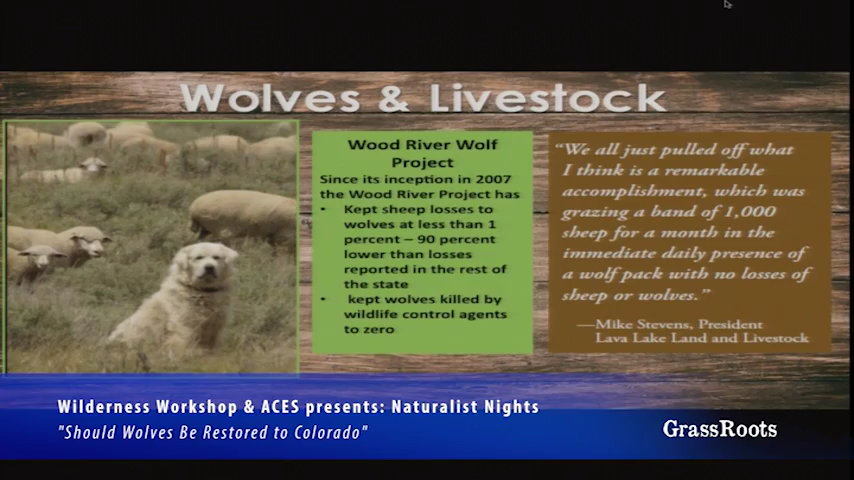 Wolves & Livestock
Wood River Wolf
Project
Since its inception in 2007
the Wood River Project has
• Kept sheep losses to
wolves at less than 1
percent – 90 percent
lower than losses
reported in the rest of
the state
• kept wolves killed by
wildlife control agents
to zero
“We all just pulled off what
I think is a remarkable
accomplishment, which was
grazing a band of 1,000
sheep for a month in the
immediate daily presence of
a wolf pack with no losses of
sheep or wolves.”
—Mike Stevens, President
Lava Lake Land and Livestock
Wilderness Workshop & ACES presents: Naturalist Nights
"Should Wolves Be Restored to Colorado"
GrassRoots